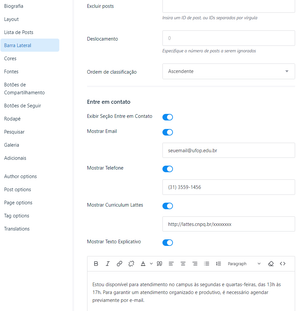 Biografia
Layout
Lista de Posts
Barra Lateral
Cores
Fontes
Botões de
Compartilhamento
Botões de Seguir
Rodapé
Pesquisar
Galeria
Adicionais
Author options
Post options
Page options
Tag options
Translations
Excluir posts
Insira um ID de post, ou IDs separados por vírgula
Deslocamento
0
Especifique o número de posts a serem ignorados
Ordem de classificação
Ascendente
Entre em contato
Exibir Seção Entre em Contato
Mostrar Email
seuemail@ufop.edu.br
Mostrar Telefone
(31) 3559-1456
Mostrar Curriculum Lattes
http://lattes.cnpq.br/xxxxxxxx
Mostrar Texto Explicativo
Paragraph
Estou disponível para atendimento no campus às segundas e quartas-feiras, das 13h às
17h. Para garantir um atendimento organizado e produtivo, é necessário agendar
previamente por e-mail.